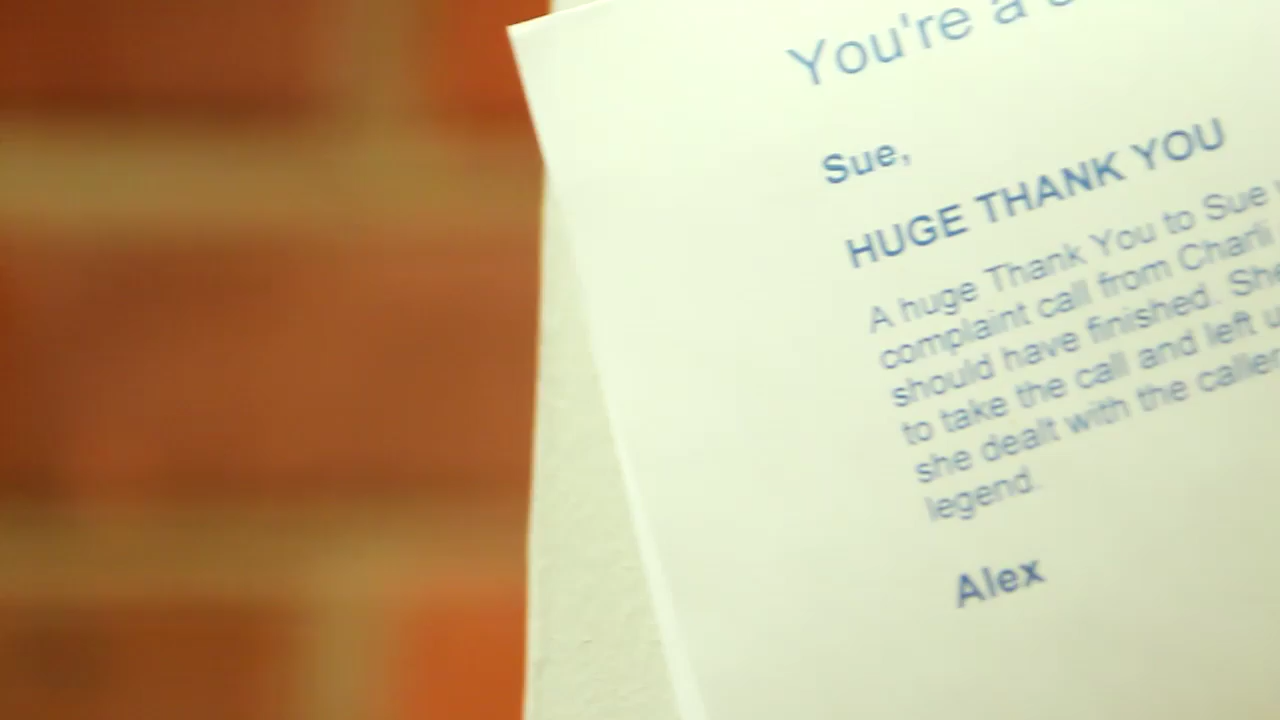 You're a
Sue,
HUGE THANK YOU
A huge Thank You to Sue
complaint call from Charli
should have finished. She
to take the call and left
she dealt with the caller
legend.
Alex